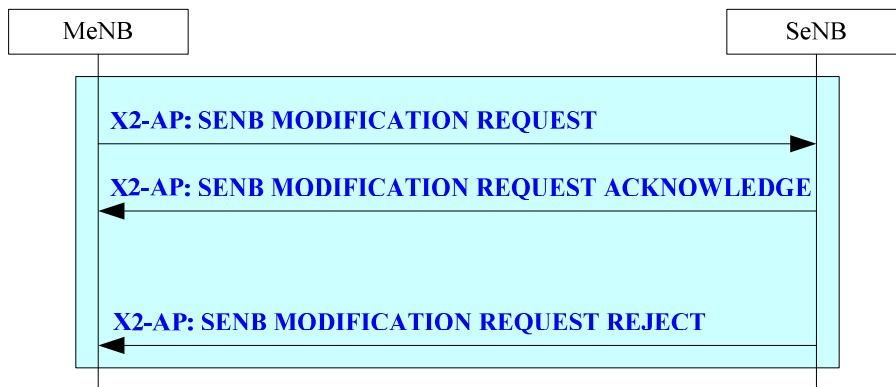 MeNB
SeNB
X2-AP: SENB MODIFICATION REQUEST
X2-AP: SENB MODIFICATION REQUEST ACKNOWLEDGE
X2-AP: SENB MODIFICATION REQUEST REJECT